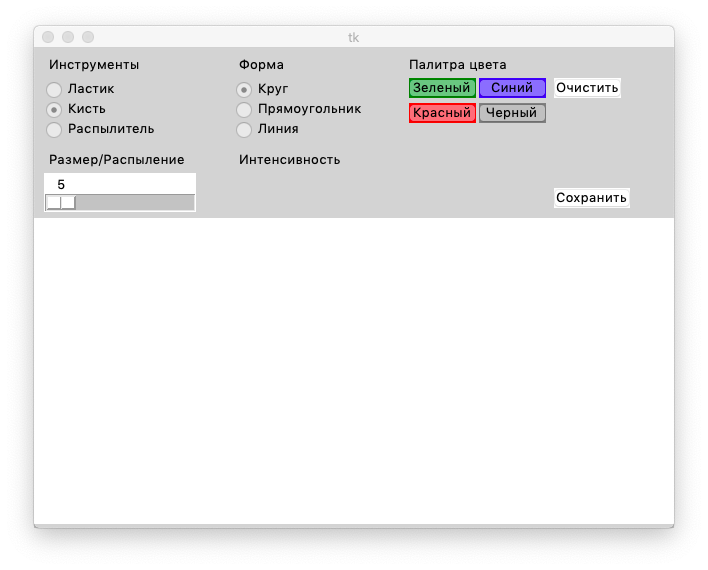 tk
Инструменты Форма Палитра цвета
Ластик Круг Зеленый Синий Очистить
Кисть Прямоугольник Красный Черный
Распылитель Линия
Размер/Распыление Интенсивность
5
Сохранить